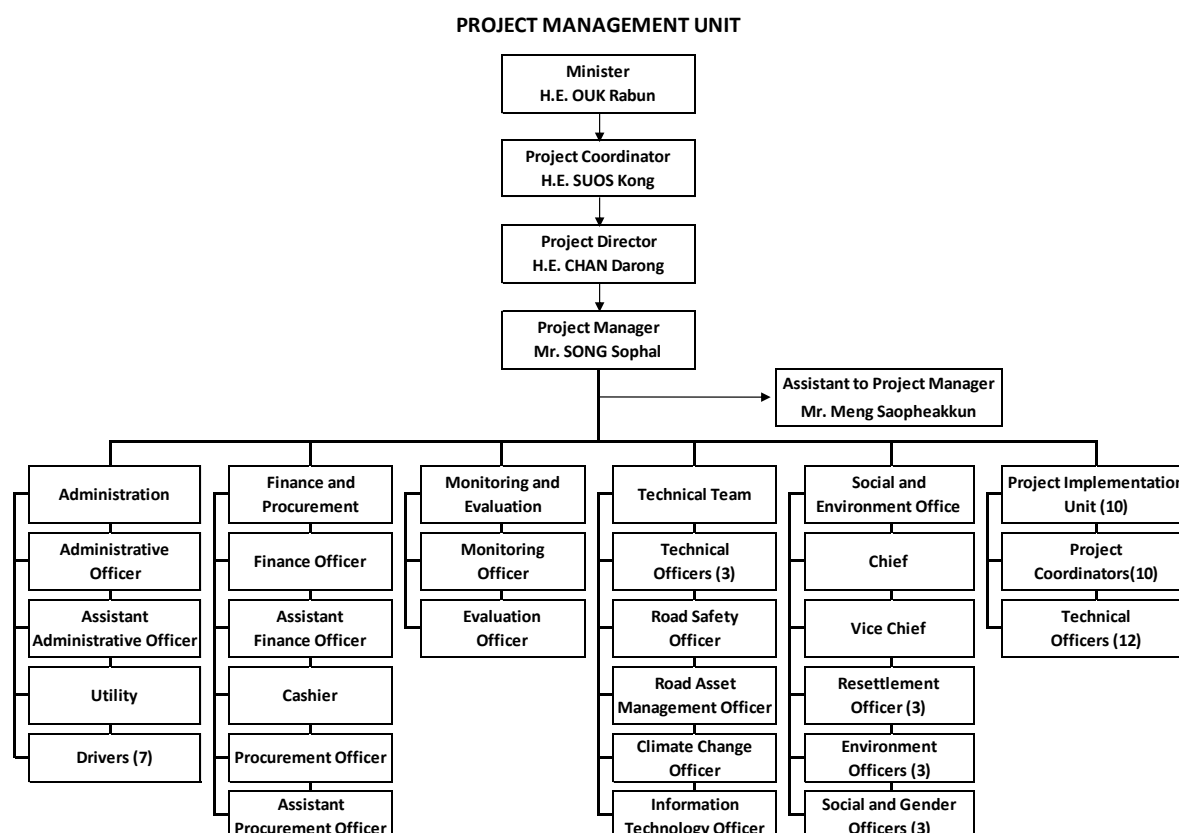 PROJECT MANAGEMENT UNIT
Minister
H.E. OUK Rabun
Project Coordinator
H.E. SUOS Kong
Project Director
H.E. CHAN Darong
Project Manager
Mr. SONG Sophal
Assistant to Project Manager
Mr. Meng Saopheakkun
Administration
Administrative
Officer
Assistant
Administrative Officer
Utility
Drivers (7)
Finance and
Procurement
Finance Officer
Assistant
Finance Officer
Cashier
Procurement Officer
Assistant
Procurement Officer
Monitoring and
Evaluation
Monitoring
Officer
Evaluation
Officer
Technical Team
Technical
Officers (3)
Road Safety
Officer
Road Asset
Management Officer
Climate Change
Officer
Information
Technology Officer
Social and
Environment Office
Chief
Vice Chief
Resettlement
Officer (3)
Environment
Officers (3)
Social and Gender
Officers (3)
Project Implementation
Unit (10)
Project
Coordinators(10)
Technical
Officers (12)